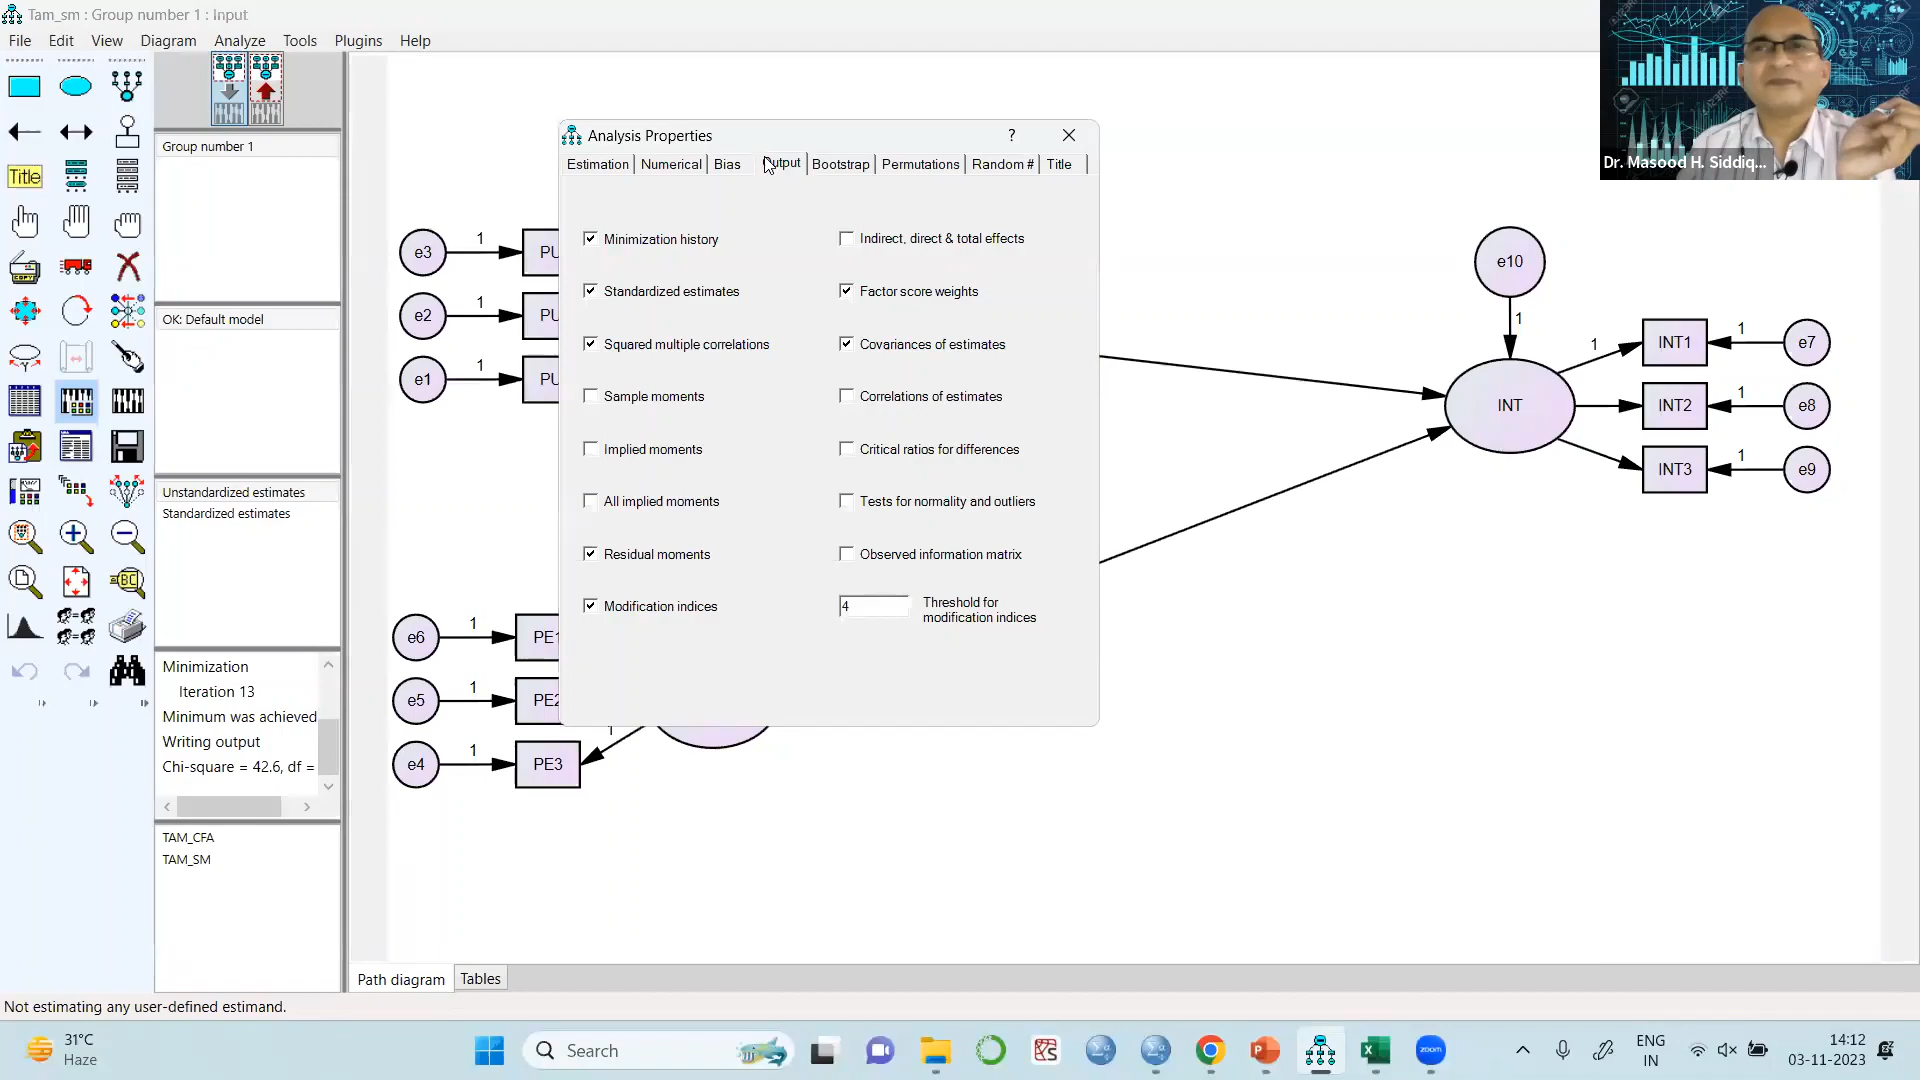 Tam_sm : Group number 1 : Input
File Edit View Diagram Analyze Tools Plugins Help
Title
COPY
ABC
Group number 1
OK: Default model
Unstandardized estimates
Standardized estimates
Minimization
Iteration 13
Minimum was achieved
Writing output
Chi-square = 42.6, df =
TAM_CFA
TAM_SM
Analysis Properties
?
Estimation Numerical Bias Output Bootstrap Permutations Random # Title
Minimization history
Indirect, direct & total effects
Standardized estimates
Factor score weights
Squared multiple correlations
Covariances of estimates
Sample moments
Correlations of estimates
Implied moments
Critical ratios for differences
All implied moments
Tests for normality and outliers
Residual moments
Observed information matrix
Modification indices
4
Threshold for
modification indices
e3 1 PU
e2 1 PU
e1 1 PU
e6 1 PE1
e5 1 PE2
e4 1 PE3
1
e10
1
INT
1
INT1 1 e7
INT2 1 e8
INT3 1 e9
Dr. Masood H. Siddiq...
Path diagram Tables
Not estimating any user-defined estimand.
31°C
Haze
Search
zoom
ENG
IN
14:12
03-11-2023